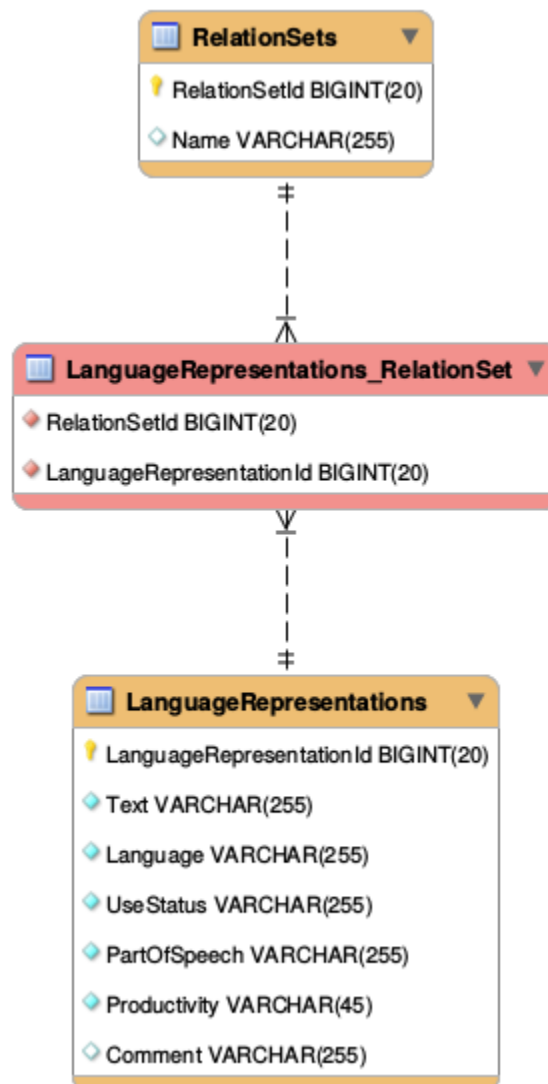 RelationSets
RelationSetId BIGINT(20)
Name VARCHAR(255)
LanguageRepresentations_RelationSet
RelationSetId BIGINT(20)
LanguageRepresentationId BIGINT(20)
LanguageRepresentations
LanguageRepresentationId BIGINT(20)
Text VARCHAR(255)
Language VARCHAR(255)
UseStatus VARCHAR(255)
PartOfSpeech VARCHAR(255)
Productivity VARCHAR(45)
Comment VARCHAR(255)